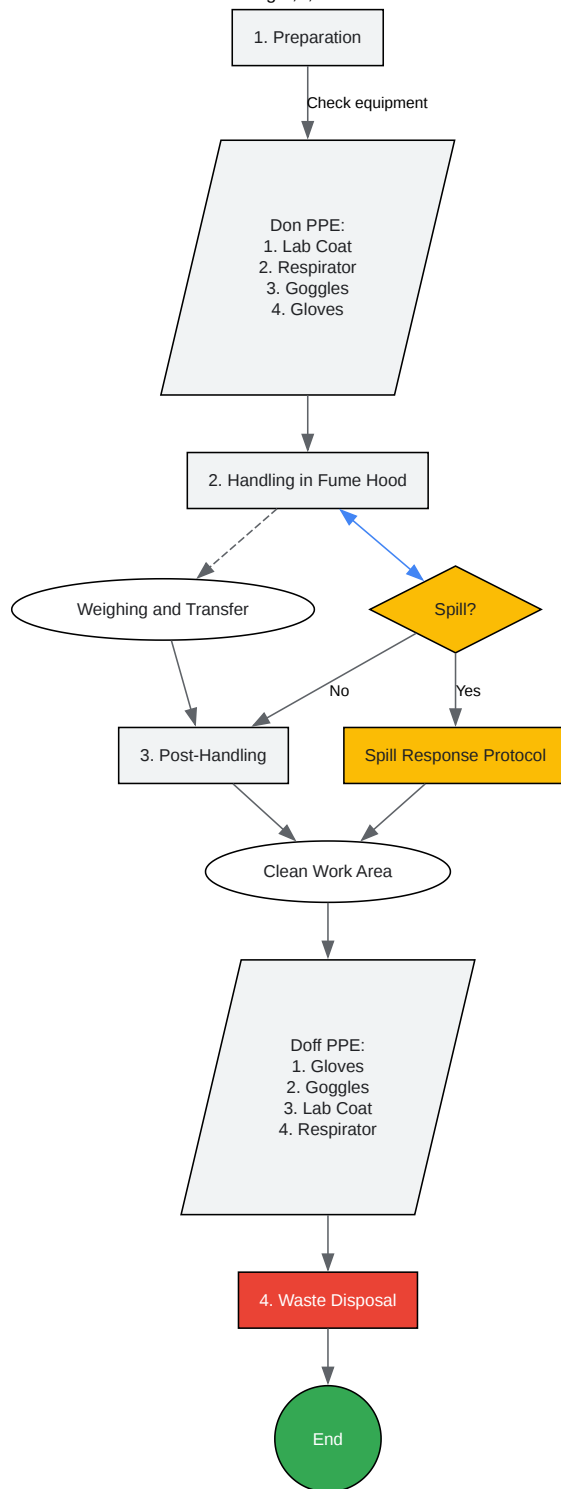 1. Preparation
Check equipment
Don PPE:
1. Lab Coat
2. Respirator
3. Goggles
4. Gloves
2. Handling in Fume Hood
Weighing and Transfer
Spill?
No
Yes
3. Post-Handling
Spill Response Protocol
Clean Work Area
Doff PPE:
1. Gloves
2. Goggles
3. Lab Coat
4. Respirator
4. Waste Disposal
End